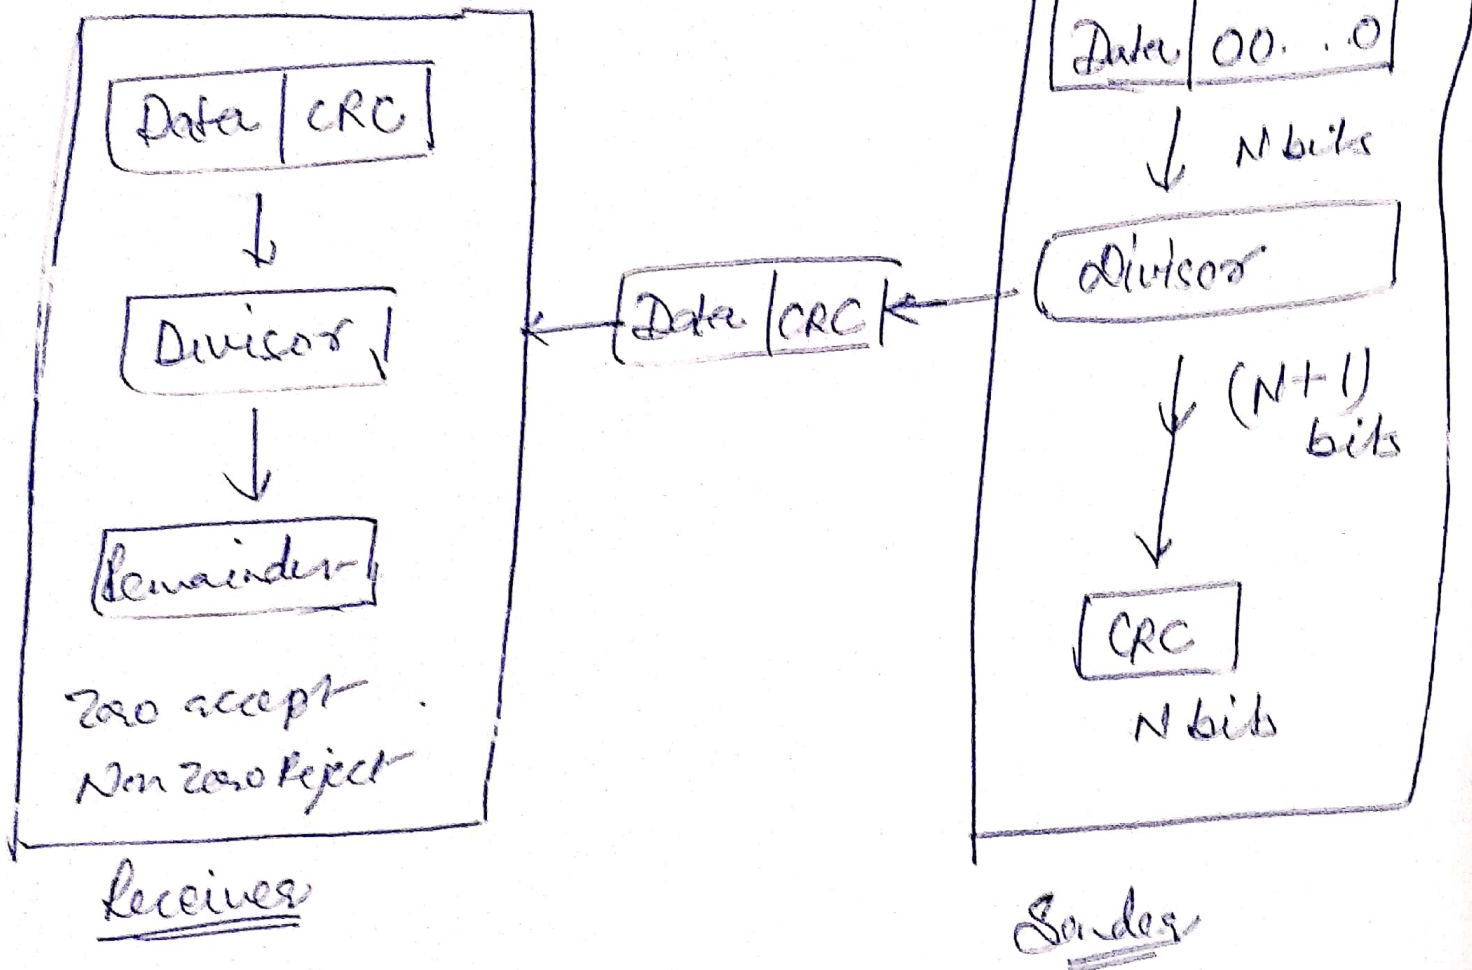 Data | CRC
Divisor
Remainder
Zero accept
Non Zero Reject
Receiver
Data | CRC
Data | 00...0
N bits
Divisor
(N+1)
bits
CRC
N bits
Sender